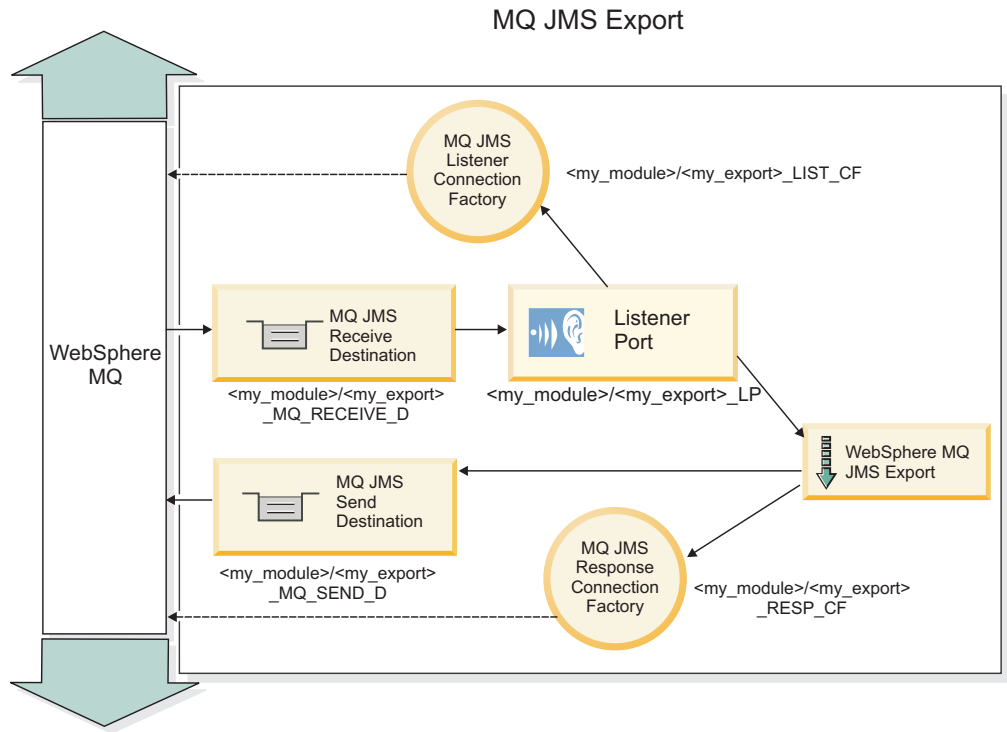 MQ JMS Export
MQ JMS
Listener
Connection
Factory
<my_module>/<my_export>_LIST_CF
WebSphere
MQ
MQ JMS
Receive
Destination
<my_module>/<my_export>
_MQ_RECEIVE_D
Listener
Port
<my_module>/<my_export>_LP
WebSphere MQ
JMS Export
MQ JMS
Send
Destination
<my_module>/<my_export>
_MQ_SEND_D
MQ JMS
Response
Connection
Factory
<my_module>/<my_export>
_RESP_CF